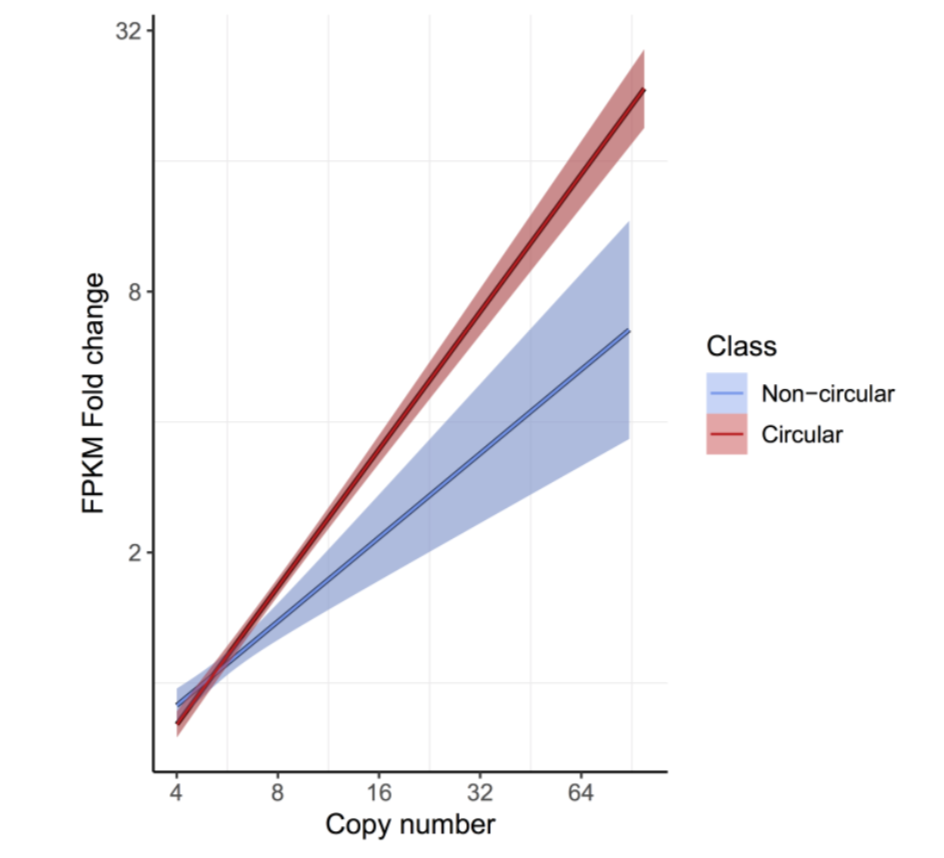 32
8
2
FPKM Fold change
4 8 16 32 64
Copy number
Class
Non−circular
Circular